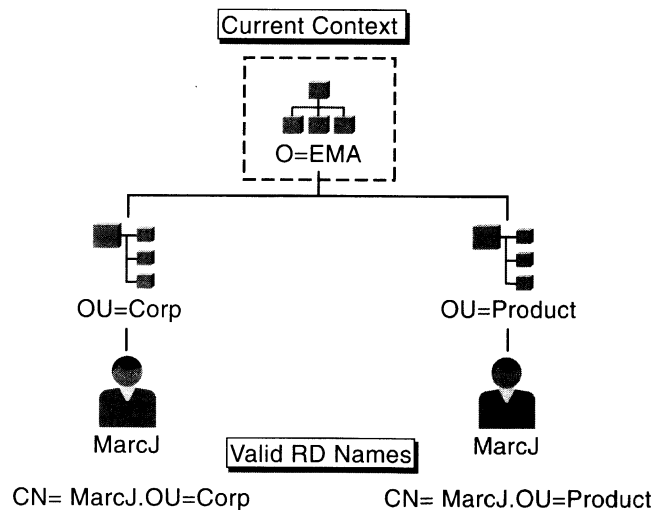 Current Context
O=EMA
OU=Corp
OU=Product
MarcJ
MarcJ
Valid RD Names
CN= MarcJ.OU=Corp
CN= MarcJ.OU=Product